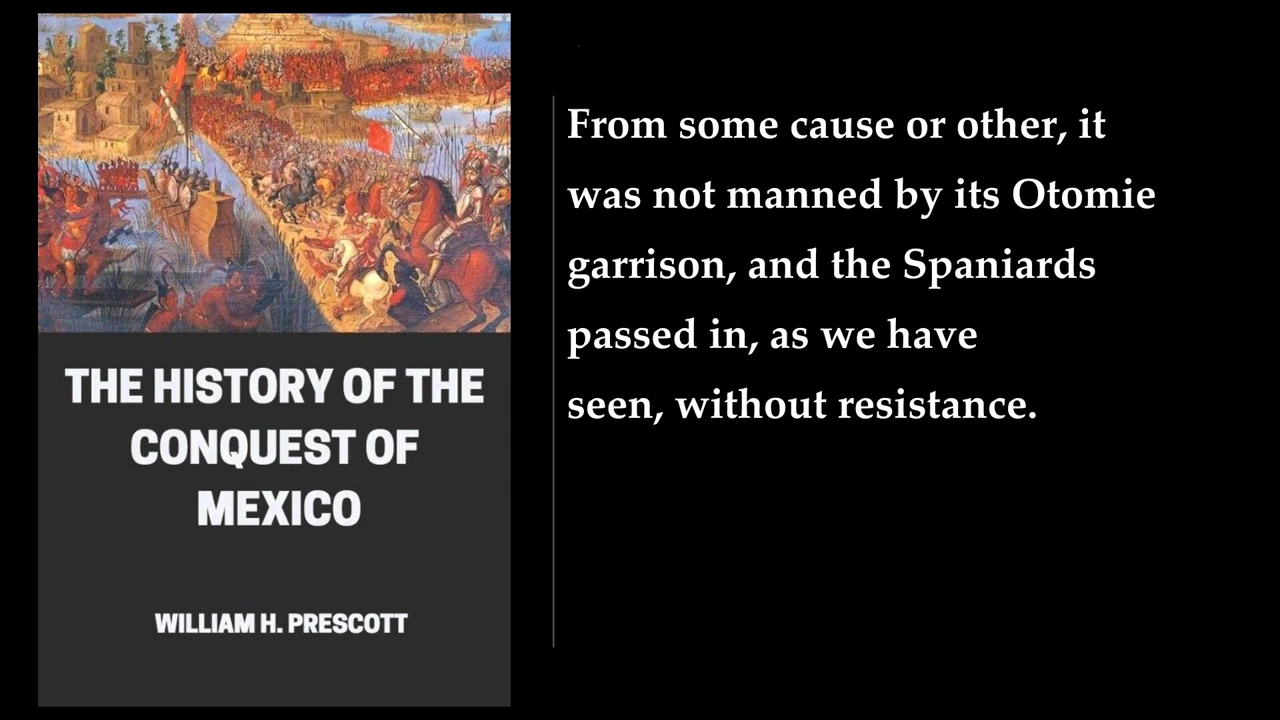 THE HISTORY OF THE
CONQUEST OF
MEXICO
WILLIAM H. PRESCOTT
From some cause or other, it
was not manned by its Otomie
garrison, and the Spaniards
passed in, as we have
seen, without resistance.